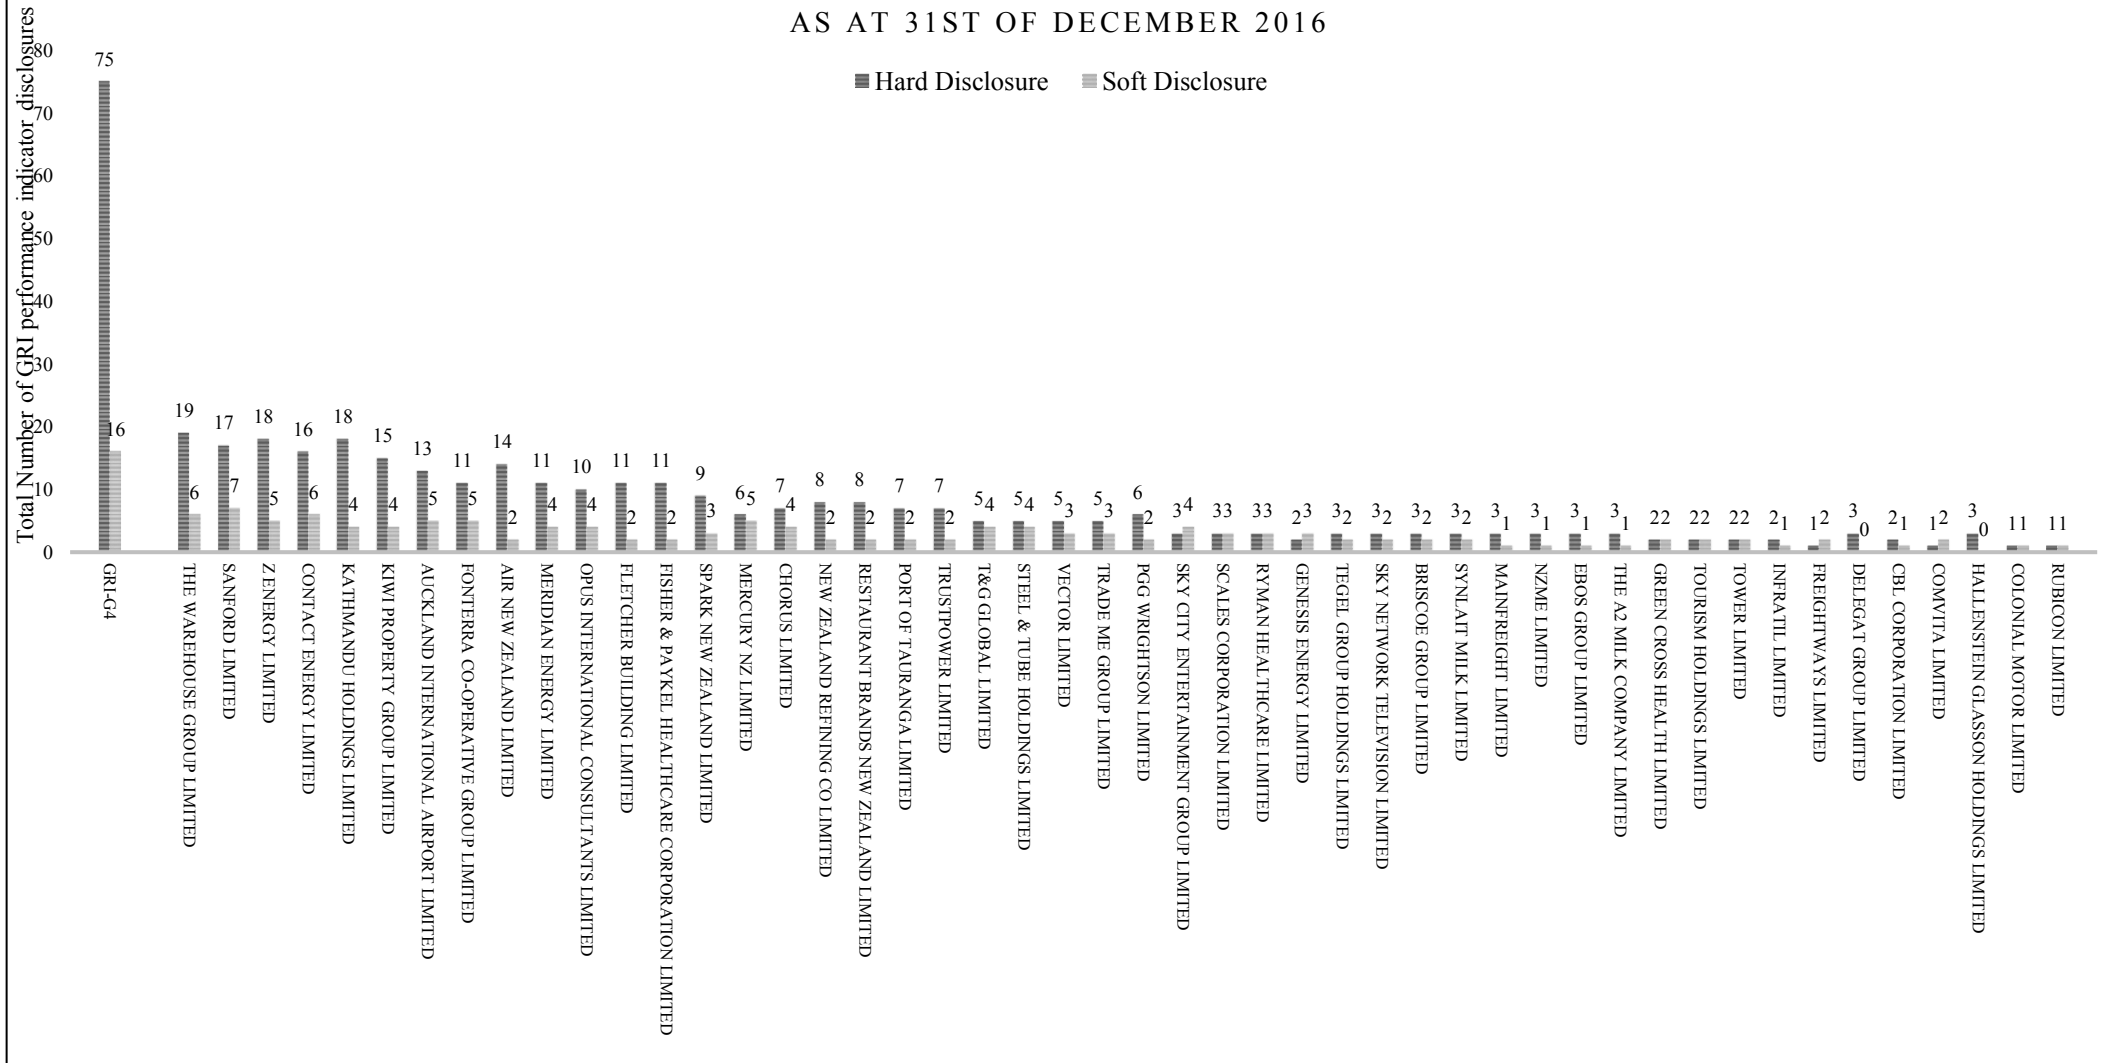 AS AT 31ST OF DECEMBER 2016
Hard Disclosure Soft Disclosure
Total Number of GRI performance indicator disclosures
80
70
60
50
40
30
20
10
0
75 16
19 6
17 7
18 5
16 6
18 4
15 4
13 5
11 5
14 2
11 4
10 4
11 2
11 2
9 3
6 5
7 4
8 2
8 2
7 2
7 2
5 4
5 4
5 3
5 3
6 2
3 4
3 3
3 3
2 3
3 2
3 2
3 2
3 2
3 1
3 1
3 1
3 1
2 2
2 2
2 2
2 1
1 2
3 0
2 1
1 2
3 0
1 1
1 1
GRI-G4
THE WAREHOUSE GROUP LIMITED
SANFORD LIMITED
Z ENERGY LIMITED
CONTACT ENERGY LIMITED
KATHMANDU HOLDINGS LIMITED
KIWI PROPERTY GROUP LIMITED
AUCKLAND INTERNATIONAL AIRPORT LIMITED
FONTERRA CO-OPERATIVE GROUP LIMITED
AIR NEW ZEALAND LIMITED
MERIDIAN ENERGY LIMITED
OPUS INTERNATIONAL CONSULTANTS LIMITED
FLETCHER BUILDING LIMITED
FISHER & PAYKEL HEALTHCARE CORPORATION LIMITED
SPARK NEW ZEALAND LIMITED
MERCURY NZ LIMITED
CHORUS LIMITED
NEW ZEALAND REFINING CO LIMITED
RESTAURANT BRANDS NEW ZEALAND LIMITED
PORT OF TAURANGA LIMITED
TRUSTPOWER LIMITED
T&G GLOBAL LIMITED
STEEL & TUBE HOLDINGS LIMITED
VECTOR LIMITED
TRADE ME GROUP LIMITED
PGG WRIGHTSON LIMITED
SKY CITY ENTERTAINMENT GROUP LIMITED
SCALES CORPORATION LIMITED
RYMAN HEALTHCARE LIMITED
GENESIS ENERGY LIMITED
TEGEL GROUP HOLDINGS LIMITED
SKY NETWORK TELEVISION LIMITED
BRISCOE GROUP LIMITED
SYNLAIT MILK LIMITED
MAINFREIGHT LIMITED
NZME LIMITED
EBOS GROUP LIMITED
THE A2 MILK COMPANY LIMITED
GREEN CROSS HEALTH LIMITED
TOURISM HOLDINGS LIMITED
TOWER LIMITED
INFRATIL LIMITED
FREIGHTWAYS LIMITED
DELEGAT GROUP LIMITED
CBL CORPORATION LIMITED
COMVITA LIMITED
HALLENSTEIN GLASSON HOLDINGS LIMITED
COLONIAL MOTOR LIMITED
RUBICON LIMITED